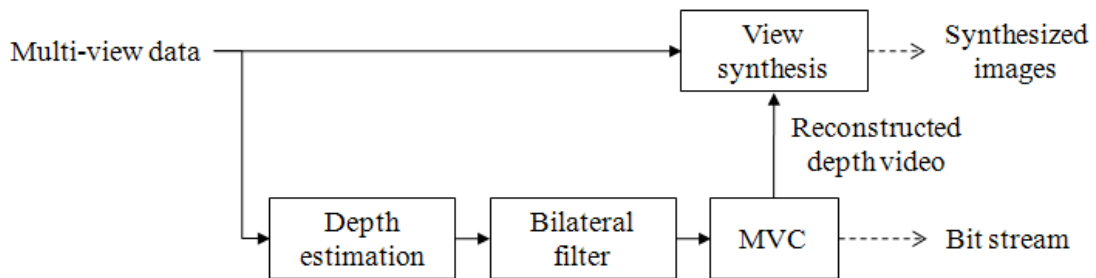 Multi-view data
View
synthesis
Synthesized
images
Reconstructed
depth video
Depth
estimation
Bilateral
filter
MVC
Bit stream